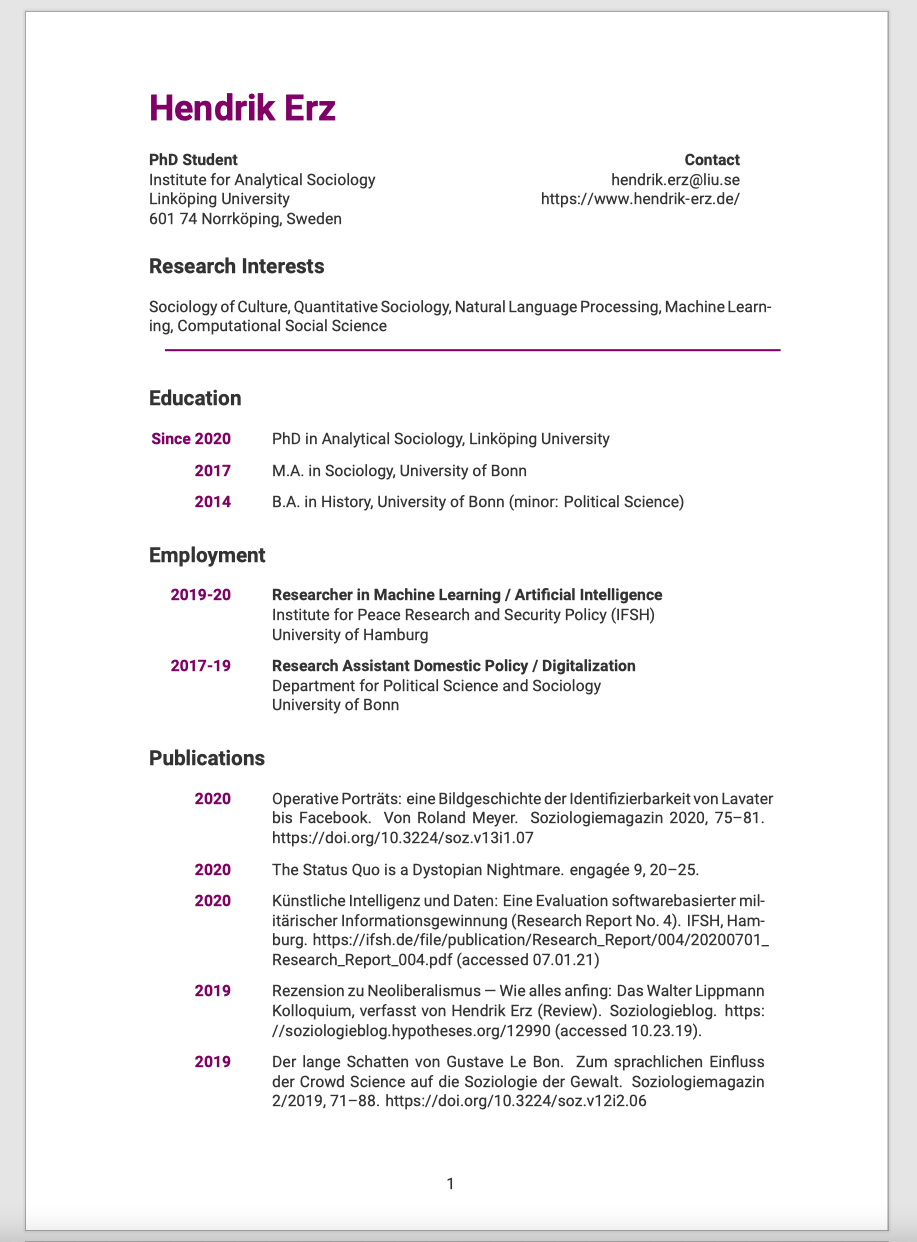 Hendrik Erz
PhD Student
Institute for Analytical Sociology
Linköping University
601 74 Norrköping, Sweden
Contact
hendrik.erz@liu.se
https://www.hendrik-erz.de/
Research Interests
Sociology of Culture, Quantitative Sociology, Natural Language Processing, Machine Learn-
ing, Computational Social Science
Education
Since 2020 PhD in Analytical Sociology, Linköping University
2017 M.A. in Sociology, University of Bonn
2014 B.A. in History, University of Bonn (minor: Political Science)
Employment
2019-20 Researcher in Machine Learning / Artificial Intelligence
Institute for Peace Research and Security Policy (IFSH)
University of Hamburg
2017-19 Research Assistant Domestic Policy / Digitalization
Department for Political Science and Sociology
University of Bonn
Publications
2020 Operative Porträts: eine Bildgeschichte der Identifizierbarkeit von Lavater
bis Facebook. Von Roland Meyer. Soziologiemagazin 2020, 75–81.
https://doi.org/10.3224/soz.v13i1.07
2020 The Status Quo is a Dystopian Nightmare. engagée 9, 20–25.
2020 Künstliche Intelligenz und Daten: Eine Evaluation softwarebasierter mil-
itärischer Informationsgewinnung (Research Report No. 4). IFSH, Ham-
burg. https://ifsh.de/file/publication/Research_Report/004/20200701_
Research_Report_004.pdf (accessed 07.01.21)
2019 Rezension zu Neoliberalismus — Wie alles anfing: Das Walter Lippmann
Kolloquium, verfasst von Hendrik Erz (Review). Soziologieblog. https:
//soziologieblog.hypotheses.org/12990 (accessed 10.23.19).
2019 Der lange Schatten von Gustave Le Bon. Zum sprachlichen Einfluss
der Crowd Science auf die Soziologie der Gewalt. Soziologiemagazin
2/2019, 71–88. https://doi.org/10.3224/soz.v12i2.06
1